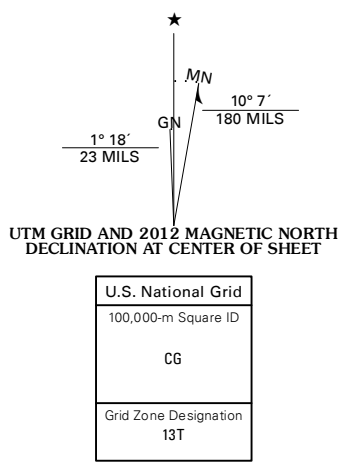 MN
GN
10° 7´
180 MILS
1° 18´
23 MILS
UTM GRID AND 2012 MAGNETIC NORTH
DECLINATION AT CENTER OF SHEET
U.S. National Grid
100,000-m Square ID
CG
Grid Zone Designation
13T